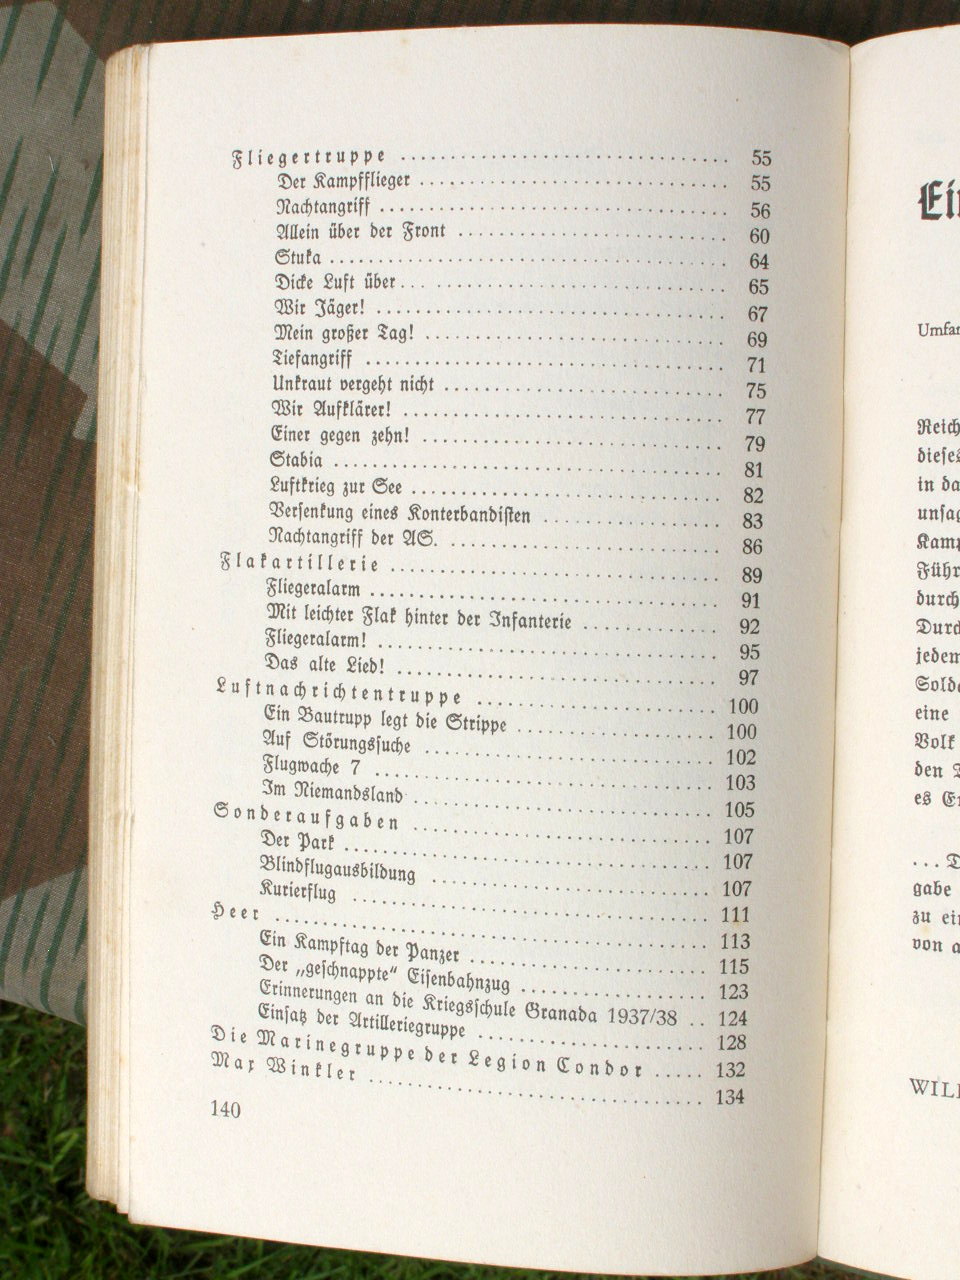 Fliegertruppe ........ 55
Der Kampfflieger ........ 55
Nachtangriff ........ 56
Allein über der Front ........ 60
Stuka ........ 64
Dicke Luft über ........ 65
Wir Jäger! ........ 67
Mein großer Tag! ........ 69
Tiefangriff ........ 71
Unkraut vergeht nicht ........ 75
Wir Aufklärer! ........ 77
Einer gegen zehn! ........ 79
Stabia ........ 81
Luftkrieg zur See ........ 82
Versenkung eines Konterbandisten ........ 83
Nachtangriff der AS. ........ 86
Flakartillerie ........ 89
Fliegeralarm ........ 91
Mit leichter Flak hinter der Infanterie ........ 92
Fliegeralarm! ........ 95
Das alte Lied! ........ 97
Luftnachrichtentruppe ........ 100
Ein Bautrupp legt die Strippe ........ 100
Auf Störungssuche ........ 102
Flugwache 7 ........ 103
Im Niemandsland ........ 105
Sonderaufgaben ........ 107
Der Park ........ 107
Blindflugausbildung ........ 107
Kurierflug ........ 111
Heer ........ 113
Ein Kampftag der Panzer ........ 115
Der „geschnappte“ Eisenbahnzug ........ 123
Erinnerungen an die Kriegsschule Granada 1937/38 .. 124
Einsatz der Artilleriegruppe ........ 128
Die Marinegruppe der Legion Condor ..... 132
Max Winkler ........ 134
140
Reich
dieses
in da
unsag
Kamp
Führ
durch
Durc
jedem
Solda
eine
Volk
den
es
...
gabe
zu ei
von a